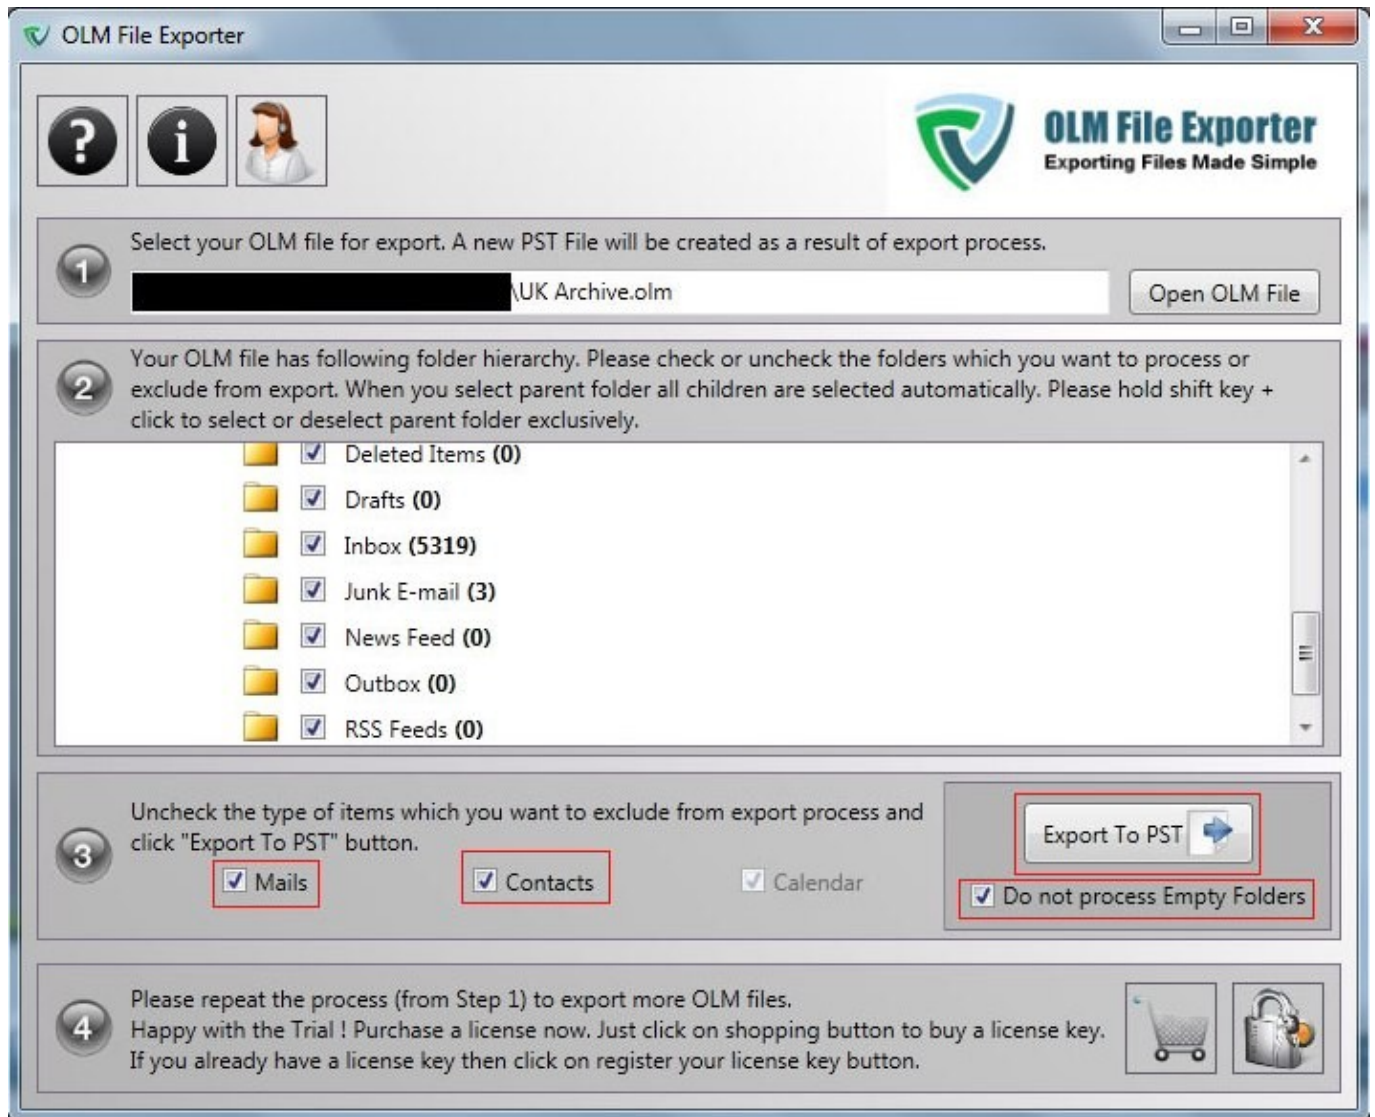 OLM File Exporter
OLM File Exporter
Exporting Files Made Simple
1
Select your OLM file for export. A new PST File will be created as a result of export process.
\UK Archive.olm
Open OLM File
2
Your OLM file has following folder hierarchy. Please check or uncheck the folders which you want to process or
exclude from export. When you select parent folder all children are selected automatically. Please hold shift key +
click to select or deselect parent folder exclusively.
Deleted Items (0)
Drafts (0)
Inbox (5319)
Junk E-mail (3)
News Feed (0)
Outbox (0)
RSS Feeds (0)
3
Uncheck the type of items which you want to exclude from export process and
click "Export To PST" button.
Mails
Contacts
Calendar
Export To PST
Do not process Empty Folders
4
Please repeat the process (from Step 1) to export more OLM files.
Happy with the Trial ! Purchase a license now. Just click on shopping button to buy a license key.
If you already have a license key then click on register your license key button.